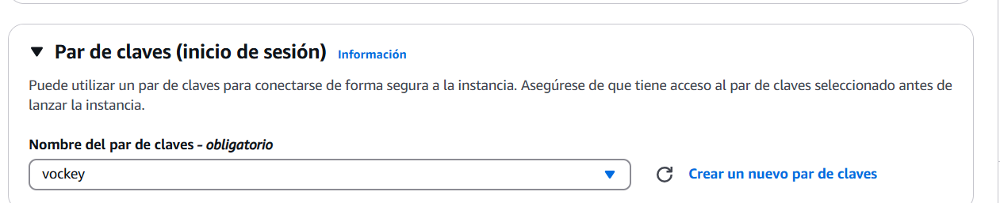 Par de claves (inicio de sesión) Información
Puede utilizar un par de claves para conectarse de forma segura a la instancia. Asegúrese de que tiene acceso al par de claves seleccionado antes de
lanzar la instancia.
Nombre del par de claves - obligatorio
vockey Crear un nuevo par de claves